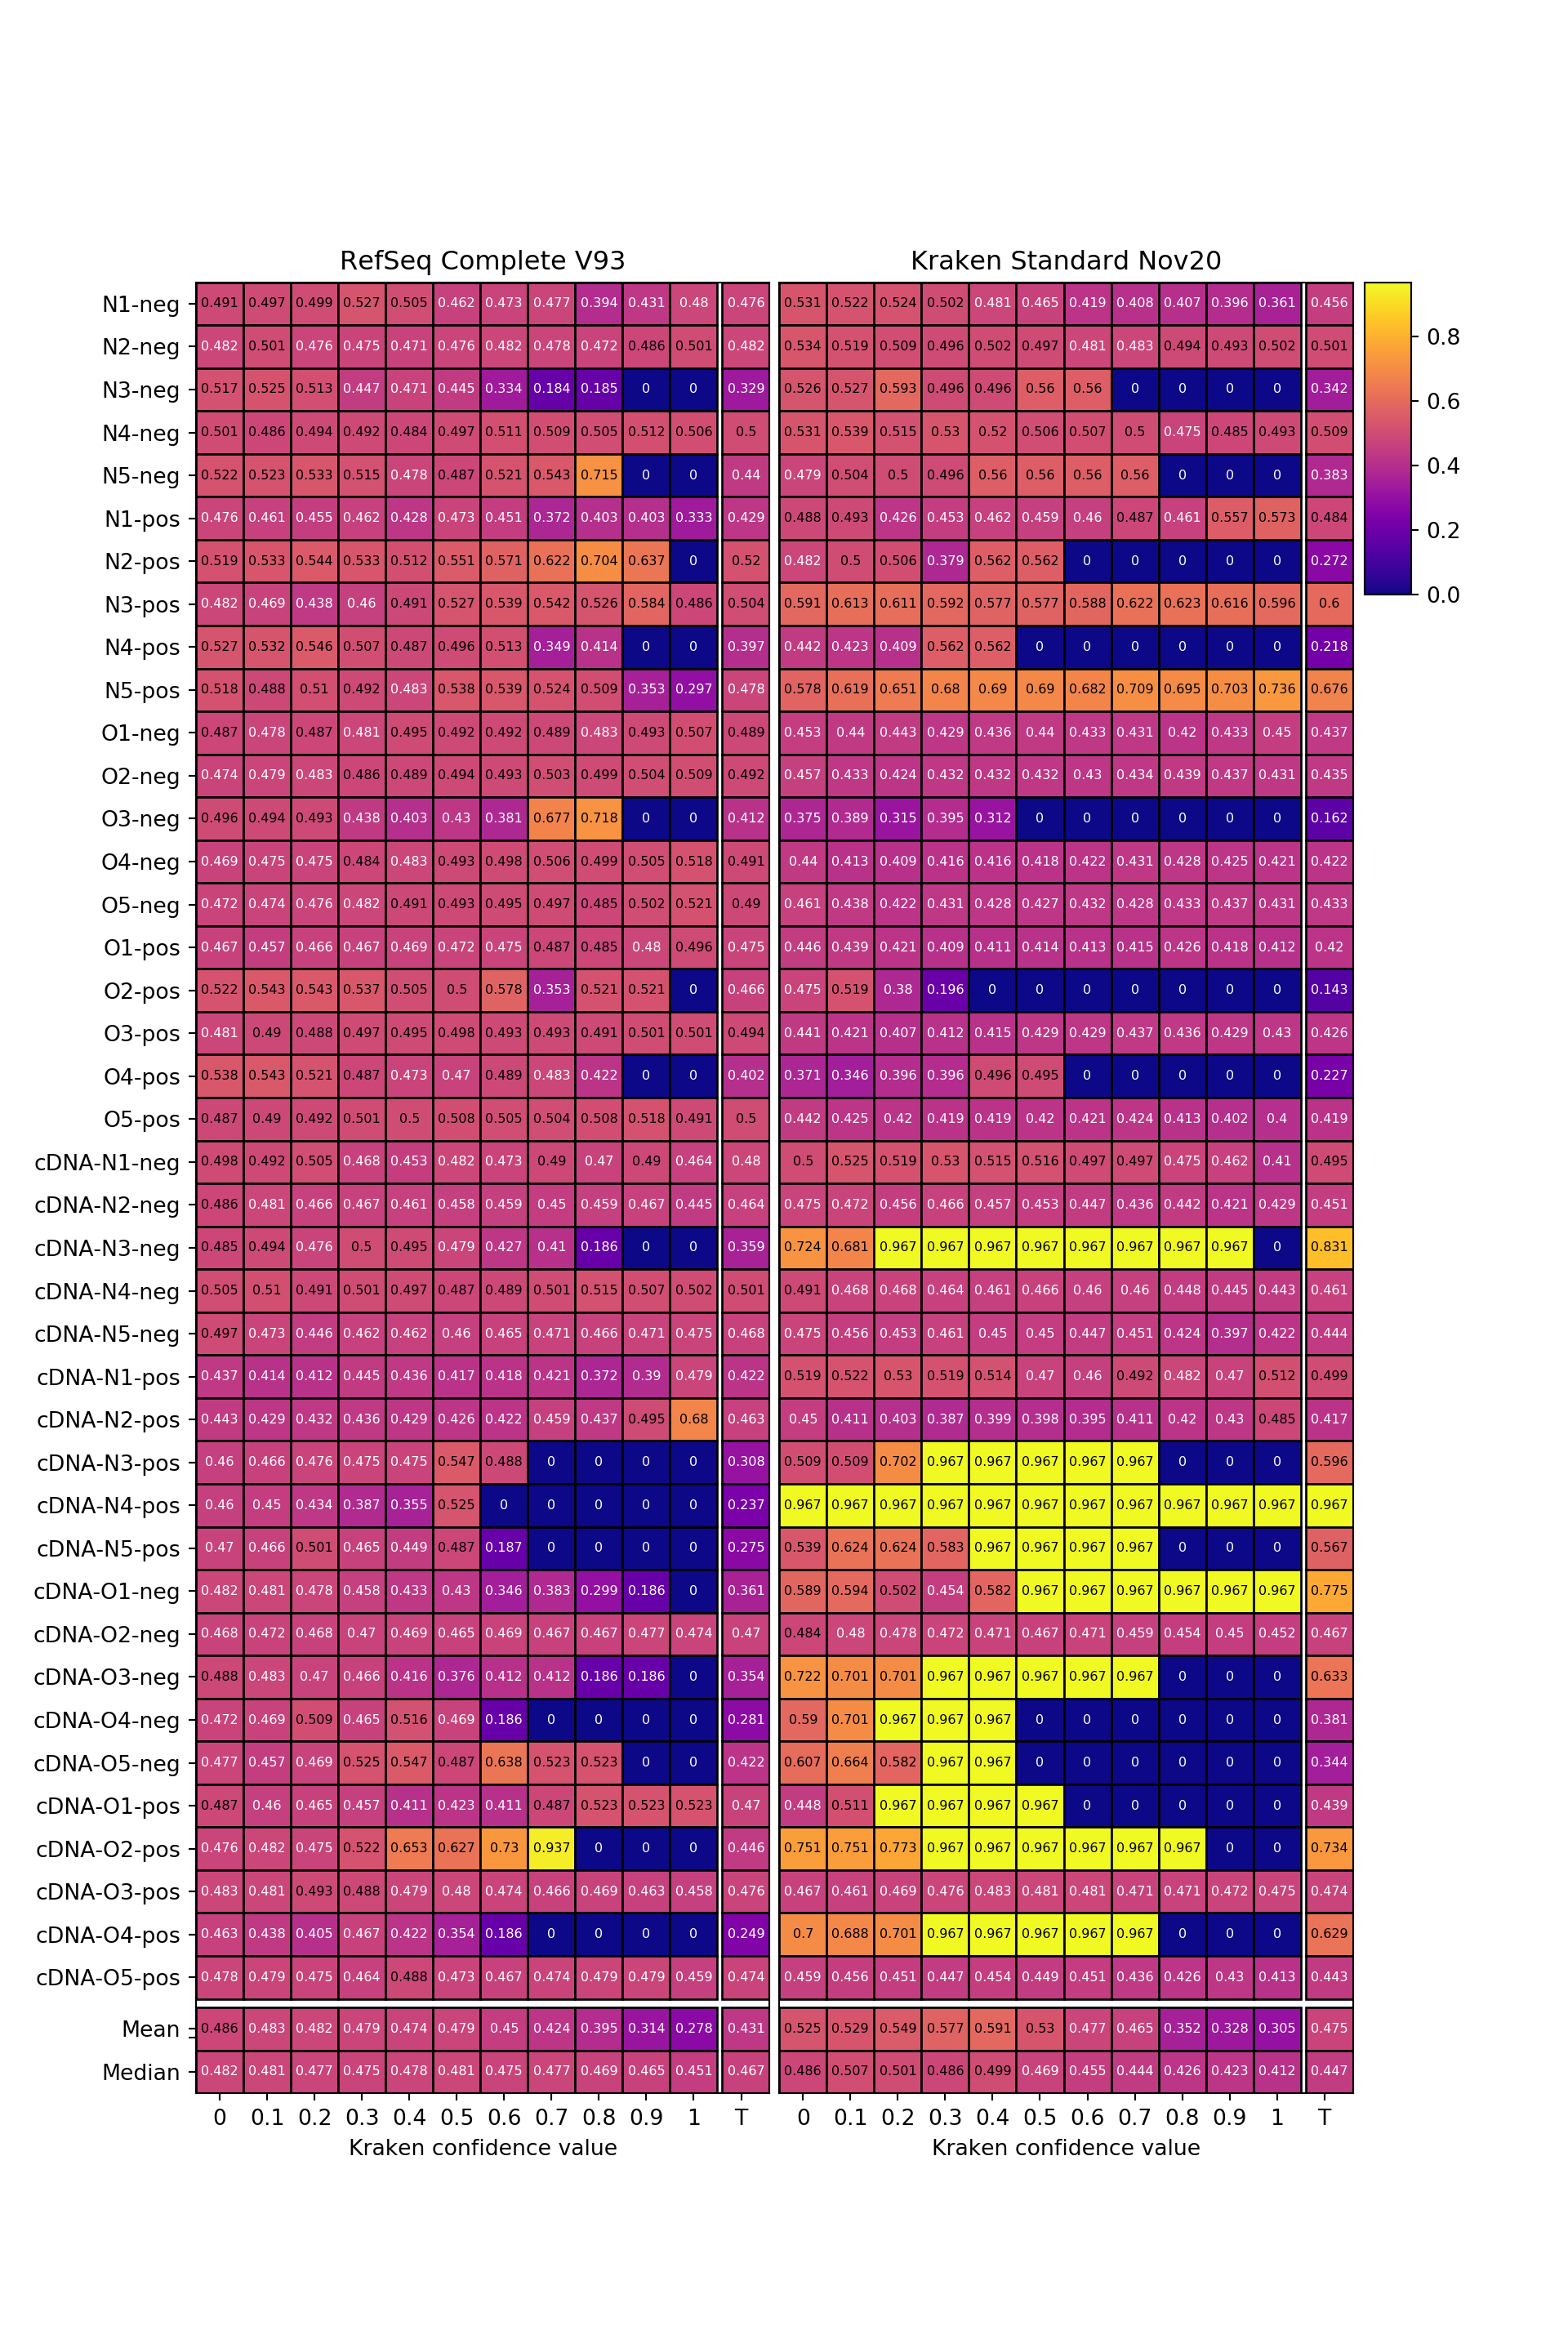 RefSeq Complete V93 Kraken Standard Nov20
N1-neg 0.491 0.497 0.499 0.527 0.505 0.462 0.473 0.477 0.394 0.431 0.48 0.476 0.531 0.522 0.524 0.502 0.481 0.465 0.419 0.408 0.407 0.396 0.361 0.456
N2-neg 0.482 0.501 0.476 0.475 0.471 0.476 0.482 0.478 0.472 0.486 0.501 0.482 0.534 0.519 0.509 0.496 0.502 0.497 0.481 0.483 0.494 0.493 0.502 0.501 0.8
N3-neg 0.517 0.525 0.513 0.447 0.471 0.445 0.334 0.184 0.185 0 0 0.329 0.526 0.527 0.593 0.496 0.496 0.56 0.56 0 0 0 0 0.342 0.6
N4-neg 0.501 0.486 0.494 0.492 0.484 0.497 0.511 0.509 0.505 0.512 0.506 0.5 0.531 0.539 0.515 0.53 0.52 0.506 0.507 0.5 0.475 0.485 0.493 0.509
N5-neg 0.522 0.523 0.533 0.515 0.478 0.487 0.521 0.543 0.715 0 0 0.44 0.479 0.504 0.5 0.496 0.56 0.56 0.56 0.56 0 0 0 0.383 0.4
N1-pos 0.476 0.461 0.455 0.462 0.428 0.473 0.451 0.372 0.403 0.403 0.333 0.429 0.488 0.493 0.426 0.453 0.462 0.459 0.46 0.487 0.461 0.557 0.573 0.484 0.2
N2-pos 0.519 0.533 0.544 0.533 0.512 0.551 0.571 0.622 0.704 0.637 0 0.52 0.482 0.5 0.506 0.379 0.562 0.562 0 0 0 0 0 0.272
N3-pos 0.482 0.469 0.438 0.46 0.491 0.527 0.539 0.542 0.526 0.584 0.486 0.504 0.591 0.613 0.611 0.592 0.577 0.577 0.588 0.622 0.623 0.616 0.596 0.6 0.0
N4-pos 0.527 0.532 0.546 0.507 0.487 0.496 0.513 0.349 0.414 0 0 0.397 0.442 0.423 0.409 0.562 0.562 0 0 0 0 0 0 0.218
N5-pos 0.518 0.488 0.51 0.492 0.483 0.538 0.539 0.524 0.509 0.353 0.297 0.478 0.578 0.619 0.651 0.68 0.69 0.69 0.682 0.709 0.695 0.703 0.736 0.676
O1-neg 0.487 0.478 0.487 0.481 0.495 0.492 0.492 0.489 0.483 0.493 0.507 0.489 0.453 0.44 0.443 0.429 0.436 0.44 0.433 0.431 0.42 0.433 0.45 0.437
O2-neg 0.474 0.479 0.483 0.486 0.489 0.494 0.493 0.503 0.499 0.504 0.509 0.492 0.457 0.433 0.424 0.432 0.432 0.432 0.43 0.434 0.439 0.437 0.431 0.435
O3-neg 0.496 0.494 0.493 0.438 0.403 0.43 0.381 0.677 0.718 0 0 0.412 0.375 0.389 0.315 0.395 0.312 0 0 0 0 0 0 0.162
O4-neg 0.469 0.475 0.475 0.484 0.483 0.493 0.498 0.506 0.499 0.505 0.518 0.491 0.44 0.413 0.409 0.416 0.416 0.418 0.422 0.431 0.428 0.425 0.421 0.422
O5-neg 0.472 0.474 0.476 0.482 0.491 0.493 0.495 0.497 0.485 0.502 0.521 0.49 0.461 0.438 0.422 0.431 0.428 0.427 0.432 0.428 0.433 0.437 0.431 0.433
O1-pos 0.467 0.457 0.466 0.467 0.469 0.472 0.475 0.487 0.485 0.48 0.496 0.475 0.446 0.439 0.421 0.409 0.411 0.414 0.413 0.415 0.426 0.418 0.412 0.42
O2-pos 0.522 0.543 0.543 0.537 0.505 0.5 0.578 0.353 0.521 0.521 0 0.466 0.475 0.519 0.38 0.196 0 0 0 0 0 0 0 0.143
O3-pos 0.481 0.49 0.488 0.497 0.495 0.498 0.493 0.493 0.491 0.501 0.501 0.494 0.441 0.421 0.407 0.412 0.415 0.429 0.429 0.437 0.436 0.429 0.43 0.426
O4-pos 0.538 0.543 0.521 0.487 0.473 0.47 0.489 0.483 0.422 0 0 0.402 0.371 0.346 0.396 0.396 0.496 0.495 0 0 0 0 0 0.227
O5-pos 0.487 0.49 0.492 0.501 0.5 0.508 0.505 0.504 0.508 0.518 0.491 0.5 0.442 0.425 0.42 0.419 0.419 0.42 0.421 0.424 0.413 0.402 0.4 0.419
cDNA-N1-neg 0.498 0.492 0.505 0.468 0.453 0.482 0.473 0.49 0.47 0.49 0.464 0.48 0.5 0.525 0.519 0.53 0.515 0.516 0.497 0.497 0.475 0.462 0.41 0.495
cDNA-N2-neg 0.486 0.481 0.466 0.467 0.461 0.458 0.459 0.45 0.459 0.467 0.445 0.464 0.475 0.472 0.456 0.466 0.457 0.453 0.447 0.436 0.442 0.421 0.429 0.451
cDNA-N3-neg 0.485 0.494 0.476 0.5 0.495 0.479 0.427 0.41 0.186 0 0 0.359 0.724 0.681 0.967 0.967 0.967 0.967 0.967 0.967 0.967 0.967 0 0.831
cDNA-N4-neg 0.505 0.51 0.491 0.501 0.497 0.487 0.489 0.501 0.515 0.507 0.502 0.501 0.491 0.468 0.468 0.464 0.461 0.466 0.46 0.46 0.448 0.445 0.443 0.461
cDNA-N5-neg 0.497 0.473 0.446 0.462 0.462 0.46 0.465 0.471 0.466 0.471 0.475 0.468 0.475 0.456 0.453 0.461 0.45 0.45 0.447 0.451 0.424 0.397 0.422 0.444
cDNA-N1-pos 0.437 0.414 0.412 0.445 0.436 0.417 0.418 0.421 0.372 0.39 0.479 0.422 0.519 0.522 0.53 0.519 0.514 0.47 0.46 0.492 0.482 0.47 0.512 0.499
cDNA-N2-pos 0.443 0.429 0.432 0.436 0.429 0.426 0.422 0.459 0.437 0.495 0.68 0.463 0.45 0.411 0.403 0.387 0.399 0.398 0.395 0.411 0.42 0.43 0.485 0.417
cDNA-N3-pos 0.46 0.466 0.476 0.475 0.475 0.547 0.488 0 0 0 0 0.308 0.509 0.509 0.702 0.967 0.967 0.967 0.967 0.967 0 0 0 0.596
cDNA-N4-pos 0.46 0.45 0.434 0.387 0.355 0.525 0 0 0 0 0 0.237 0.967 0.967 0.967 0.967 0.967 0.967 0.967 0.967 0.967 0.967 0.967 0.967
cDNA-N5-pos 0.47 0.466 0.501 0.465 0.449 0.487 0.187 0 0 0 0 0.275 0.539 0.624 0.624 0.583 0.967 0.967 0.967 0.967 0 0 0 0.567
cDNA-O1-neg 0.482 0.481 0.478 0.458 0.433 0.43 0.346 0.383 0.299 0.186 0 0.361 0.589 0.594 0.502 0.454 0.582 0.967 0.967 0.967 0.967 0.967 0.967 0.775
cDNA-O2-neg 0.468 0.472 0.468 0.47 0.469 0.465 0.469 0.467 0.467 0.477 0.474 0.47 0.484 0.48 0.478 0.472 0.471 0.467 0.471 0.459 0.454 0.45 0.452 0.467
cDNA-O3-neg 0.488 0.483 0.47 0.466 0.416 0.376 0.412 0.412 0.186 0.186 0 0.354 0.722 0.701 0.701 0.967 0.967 0.967 0.967 0.967 0 0 0 0.633
cDNA-O4-neg 0.472 0.469 0.509 0.465 0.516 0.469 0.186 0 0 0 0 0.281 0.59 0.701 0.967 0.967 0.967 0 0 0 0 0 0 0.381
cDNA-O5-neg 0.477 0.457 0.469 0.525 0.547 0.487 0.638 0.523 0.523 0 0 0.422 0.607 0.664 0.582 0.967 0.967 0 0 0 0 0 0 0.344
cDNA-O1-pos 0.487 0.46 0.465 0.457 0.411 0.423 0.411 0.487 0.523 0.523 0.523 0.47 0.448 0.511 0.967 0.967 0.967 0.967 0 0 0 0 0 0.439
cDNA-O2-pos 0.476 0.482 0.475 0.522 0.653 0.627 0.73 0.937 0 0 0 0.446 0.751 0.751 0.773 0.967 0.967 0.967 0.967 0.967 0.967 0 0 0.734
cDNA-O3-pos 0.483 0.481 0.493 0.488 0.479 0.48 0.474 0.466 0.469 0.463 0.458 0.476 0.467 0.461 0.469 0.476 0.483 0.481 0.481 0.471 0.471 0.472 0.475 0.474
cDNA-O4-pos 0.463 0.438 0.405 0.467 0.422 0.354 0.186 0 0 0 0 0.249 0.7 0.688 0.701 0.967 0.967 0.967 0.967 0.967 0 0 0 0.629
cDNA-O5-pos 0.478 0.479 0.475 0.464 0.488 0.473 0.467 0.474 0.479 0.479 0.459 0.474 0.459 0.456 0.451 0.447 0.454 0.449 0.451 0.436 0.426 0.43 0.413 0.443
Mean 0.486 0.483 0.482 0.479 0.474 0.479 0.45 0.424 0.395 0.314 0.278 0.431 0.525 0.529 0.549 0.577 0.591 0.53 0.477 0.465 0.352 0.328 0.305 0.475
Median 0.482 0.481 0.477 0.475 0.478 0.481 0.475 0.477 0.469 0.465 0.451 0.467 0.486 0.507 0.501 0.486 0.499 0.469 0.455 0.444 0.426 0.423 0.412 0.447
0 0.1 0.2 0.3 0.4 0.5 0.6 0.7 0.8 0.9 1 T 0 0.1 0.2 0.3 0.4 0.5 0.6 0.7 0.8 0.9 1 T
Kraken confidence value Kraken confidence value